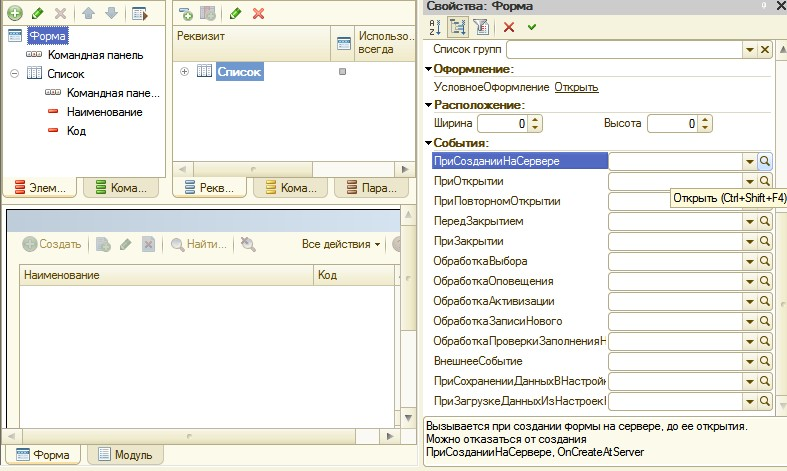 Форма
Командная панель
Список
Командная пане...
Наименование
Код
Элем...
Кома...
Реквизит
Использо...
всегда
Список
Рекв...
Кома...
Пара...
Создать
Найти...
Все действия
Наименование
Код
Форма
Модуль
Свойства: Форма
Список групп
Оформление:
УсловноеОформление Открыть
Расположение:
Ширина 0 Высота 0
События:
ПриСозданииНаСервере
ПриОткрытии
Открыть (Ctrl+Shift+F4)
ПриПовторномОткрытии
ПередЗакрытием
ПриЗакрытии
ОбработкаВыбора
ОбработкаОповещения
ОбработкаАктивизации
ОбработкаЗаписиНового
ОбработкаПроверкиЗаполненияН
ВнешнееСобытие
ПриСохраненииДанныхВНастрой
ПриЗагрузкеДанныхИзНастроек
Вызывается при создании формы на сервере, до ее открытия.
Можно отказаться от создания
ПриСозданииНаСервере, OnCreateAtServer